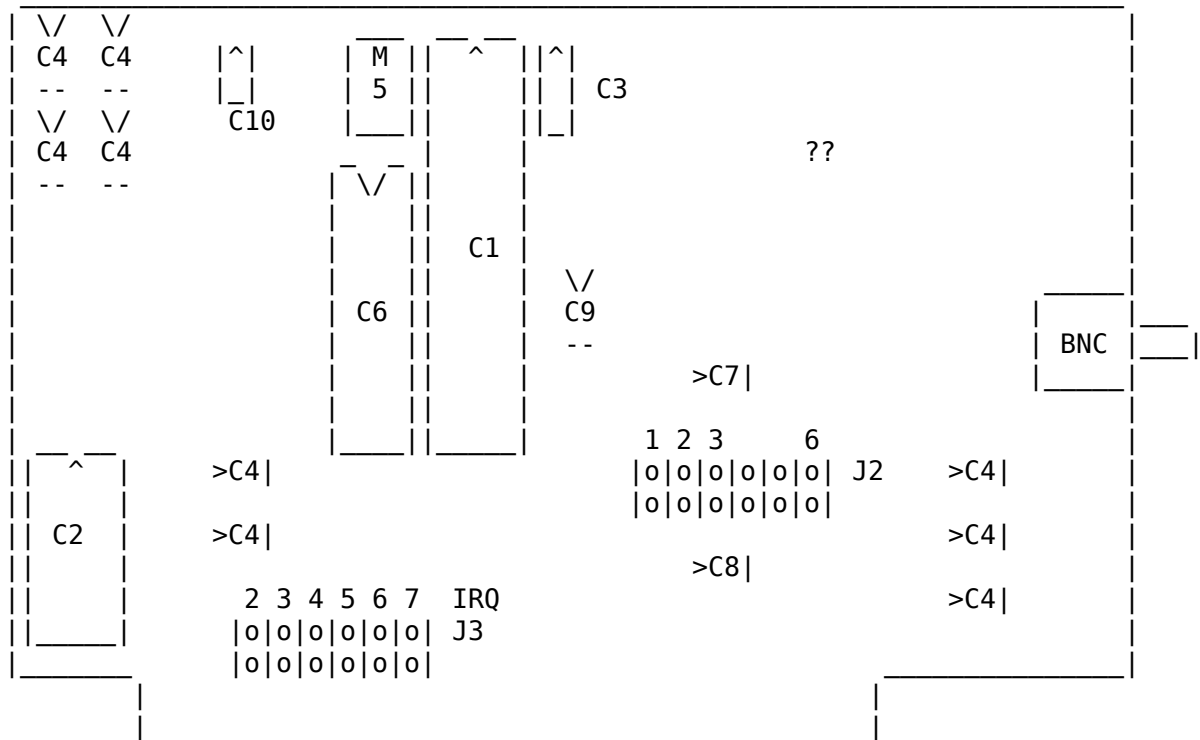 \/  \/
C4 C4 |^| | M || ^ ||^|
-- -- |_| | 5 || || | C3
\/ \/ C10 |___|| ||_|
C4 C4 ??
-- -- | \/ ||
C1
\/
C6 C9
-- BNC
>C7|
1 2 3 6
^ >C4| |o|o|o|o|o|o| J2 >C4|
|o|o|o|o|o|o|
C2 >C4| >C4|
>C8|
2 3 4 5 6 7 IRQ >C4|
|o|o|o|o|o|o| J3
|o|o|o|o|o|o|